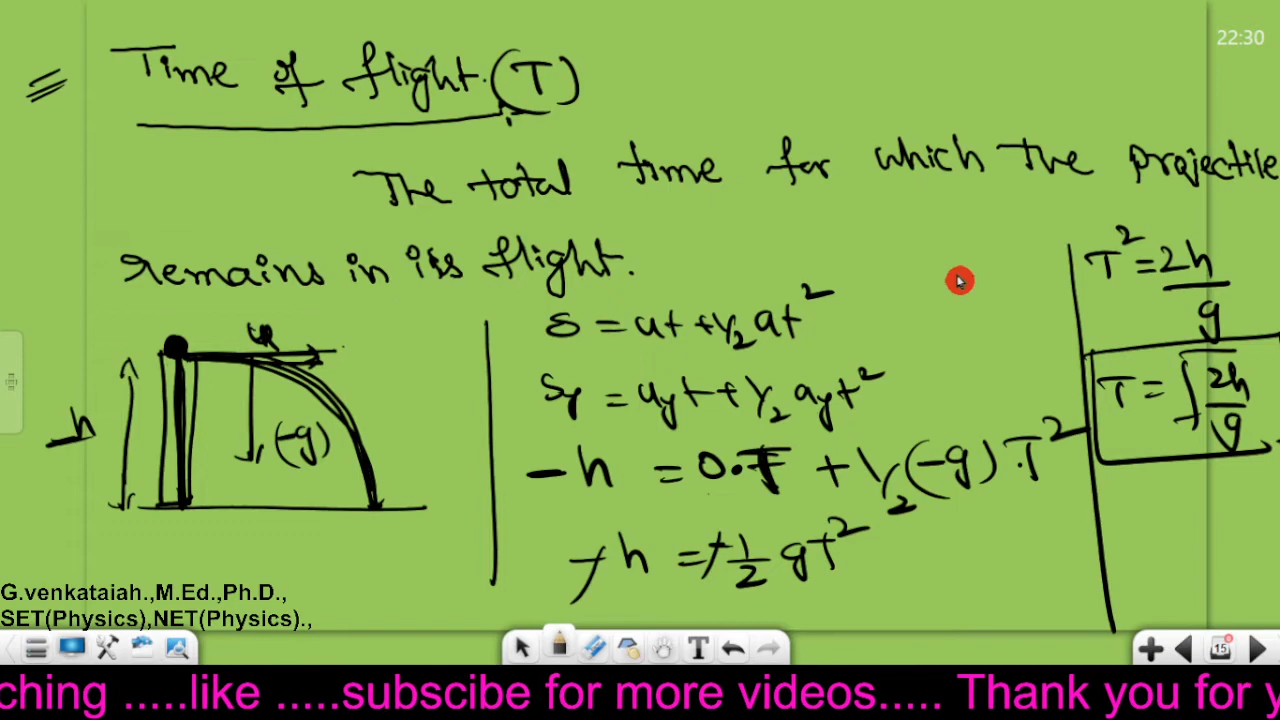 22:30
Time of flight.(T)
The total time for which the projectile
remains in its flight.
u
h
(-g)
S = ut + 1/2 at²
Sy = uyt + 1/2 ayt²
-h = 0.T + 1/2 (-g).T²
-h = -1/2 gT²
T² = 2h/g
T = √2h/g
G.venkataiah.,M.Ed.,Ph.D.,
SET(Physics),NET(Physics).,
T
15
ching .....like .....subscibe for more videos..... Thank you for y